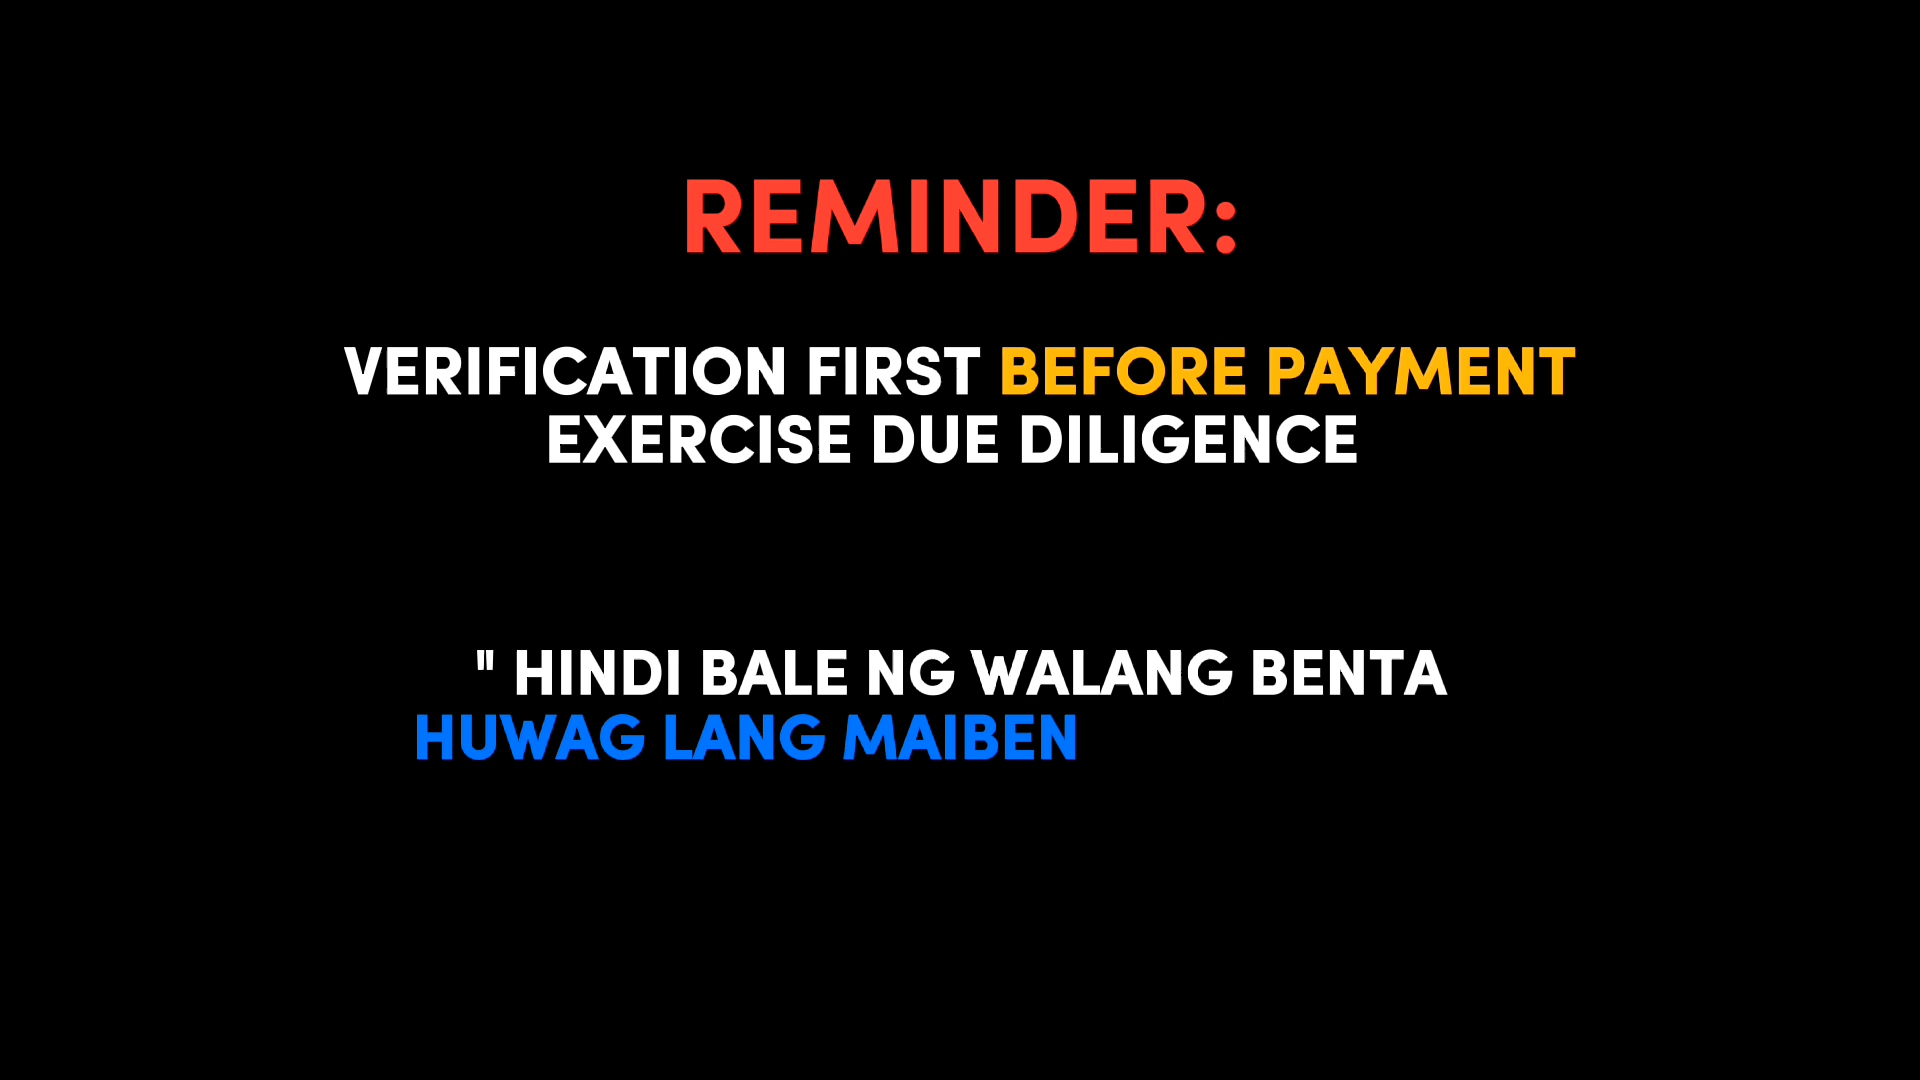 REMINDER:
VERIFICATION FIRST BEFORE PAYMENT
EXERCISE DUE DILIGENCE
" HINDI BALE NG WALANG BENTA
HUWAG LANG MAIBEN